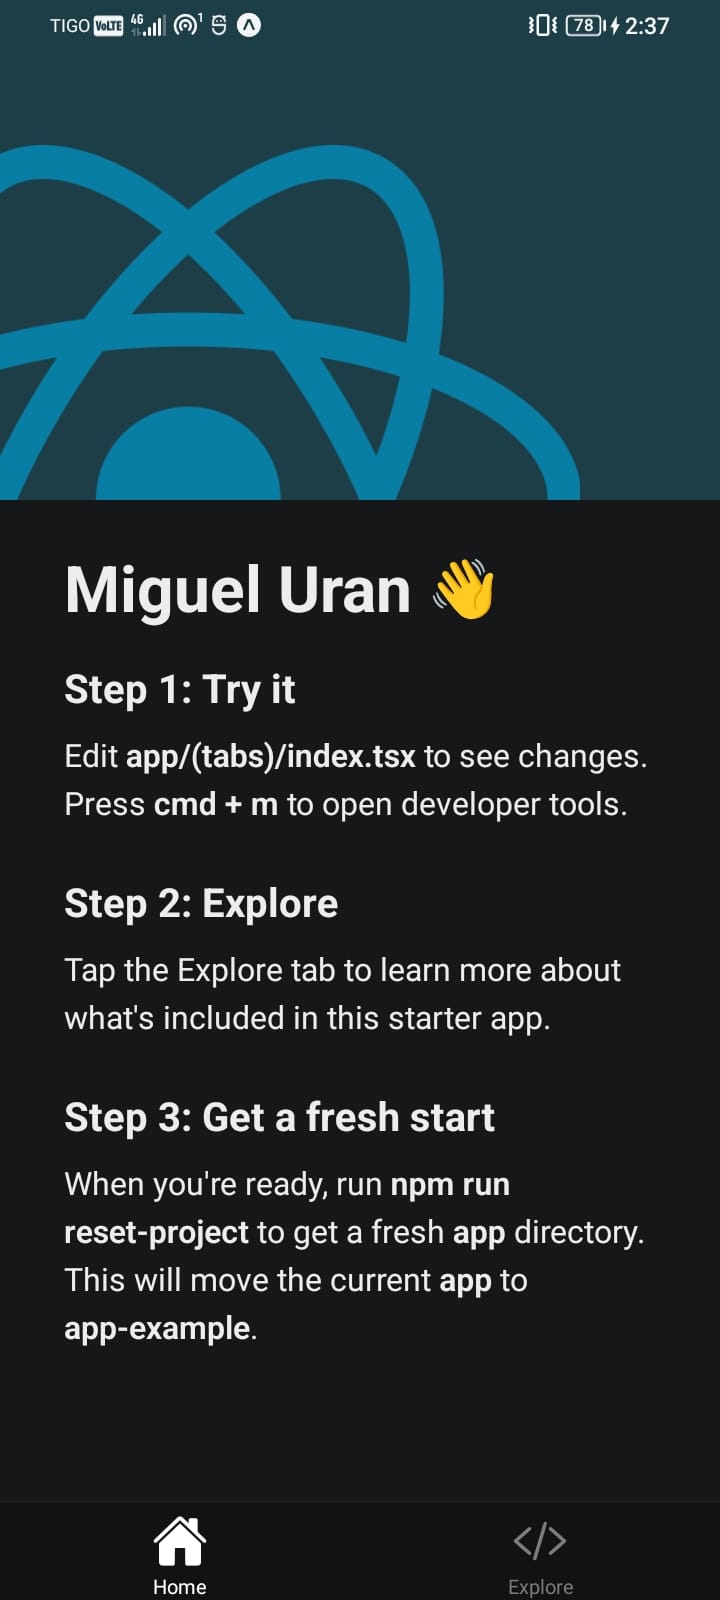 TIGO VoLTE 4G 1 78 2:37
Miguel Uran 👋
Step 1: Try it
Edit app/(tabs)/index.tsx to see changes.
Press cmd + m to open developer tools.
Step 2: Explore
Tap the Explore tab to learn more about
what's included in this starter app.
Step 3: Get a fresh start
When you're ready, run npm run
reset-project to get a fresh app directory.
This will move the current app to
app-example.
Home Explore